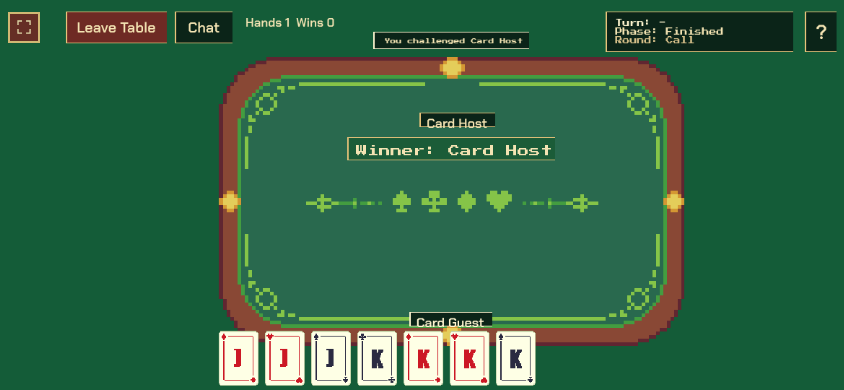 Leave Table
Chat
Hands 1 Wins 0
You challenged Card Host
Turn: -
Phase: Finished
Round: Call
?
Card Host
Winner: Card Host
Card Guest
J J J K K K K